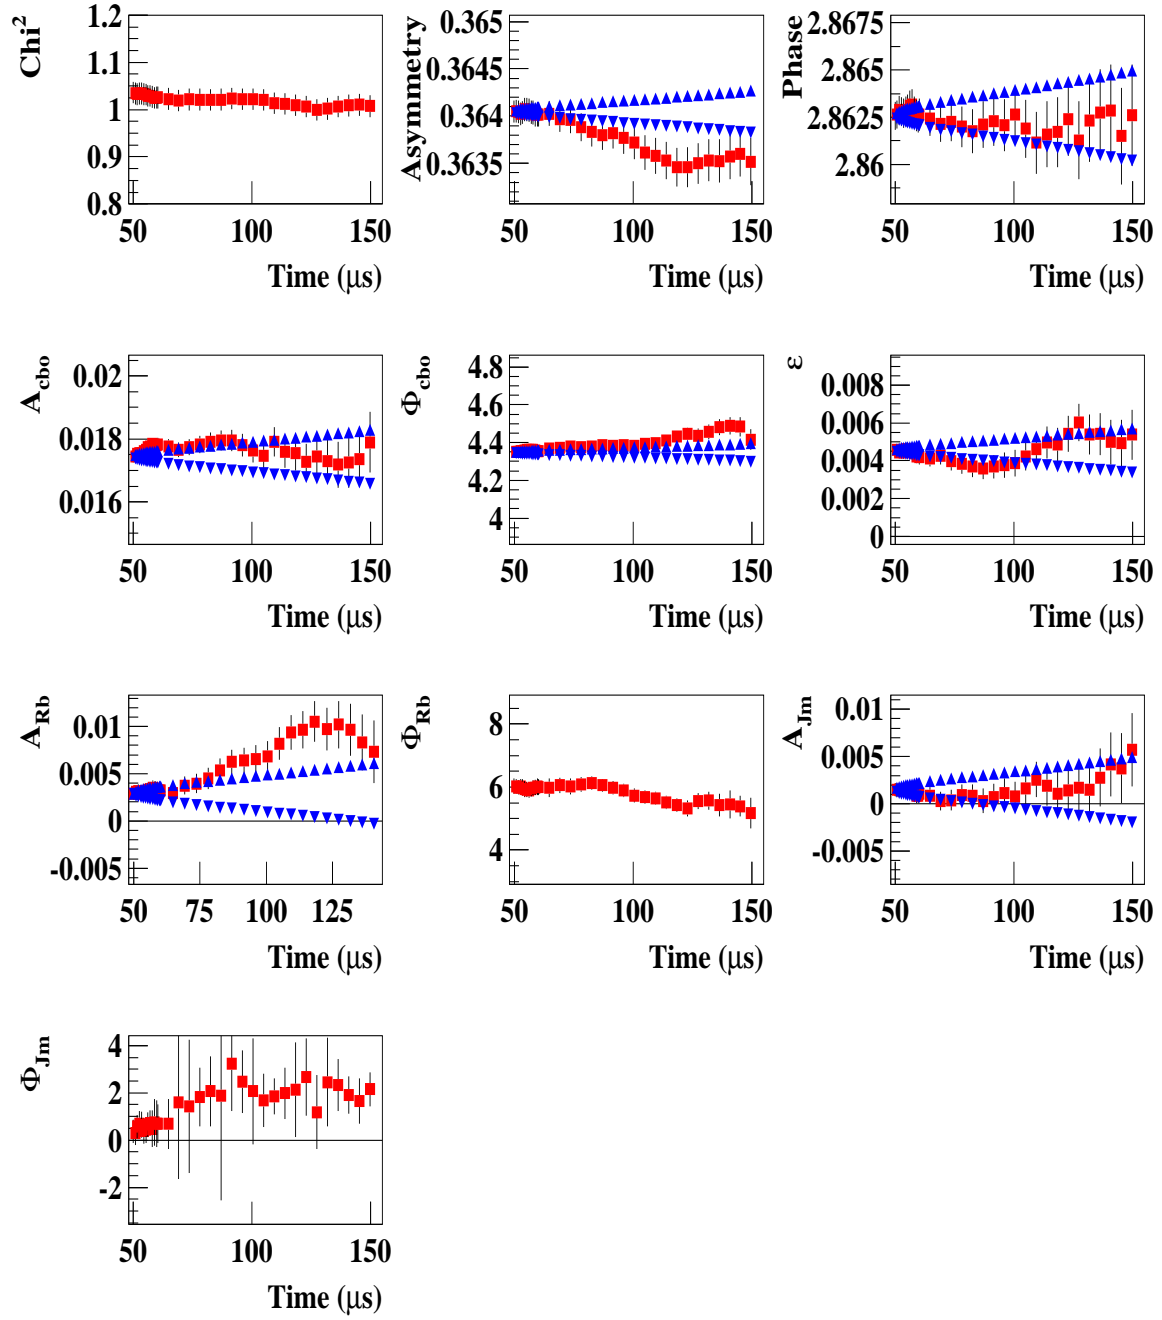 Chi²
1.2
1.1
1
0.9
0.8
50 100 150
Time (μs)
Asymmetry
0.365
0.3645
0.364
0.3635
50 100 150
Time (μs)
Phase
2.8675
2.865
2.8625
2.86
50 100 150
Time (μs)
A_cbo
0.02
0.018
0.016
50 100 150
Time (μs)
Φ_cbo
4.8
4.6
4.4
4.2
4
50 100 150
Time (μs)
ε
0.008
0.006
0.004
0.002
0
50 100 150
Time (μs)
A_Rb
0.01
0.005
0
-0.005
50 75 100 125
Time (μs)
Φ_Rb
8
6
4
50 100 150
Time (μs)
A_Jm
0.01
0.005
0
-0.005
50 100 150
Time (μs)
Φ_Jm
4
2
0
-2
50 100 150
Time (μs)